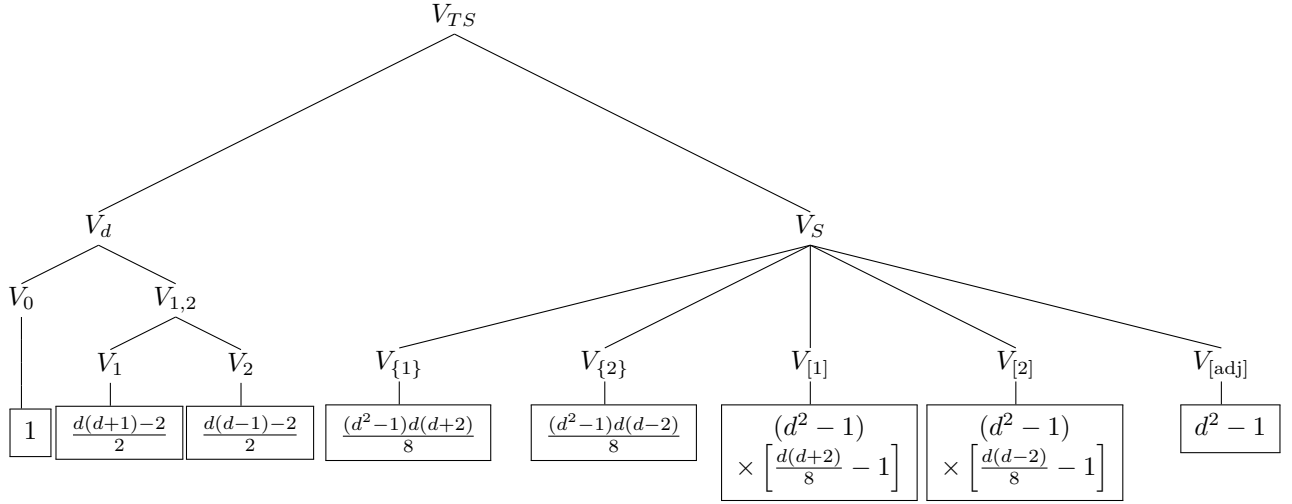 V_{TS}
V_d V_S
V_0 V_{1,2}
V_1 V_2 V_{\{1\}} V_{\{2\}} V_{[1]} V_{[2]} V_{[adj]}
1 \frac{d(d+1)-2}{2} \frac{d(d-1)-2}{2} \frac{(d^2-1)d(d+2)}{8} \frac{(d^2-1)d(d-2)}{8} (d^2-1) (d^2-1) d^2-1
\times \left[\frac{d(d+2)}{8}-1\right] \times \left[\frac{d(d-2)}{8}-1\right]